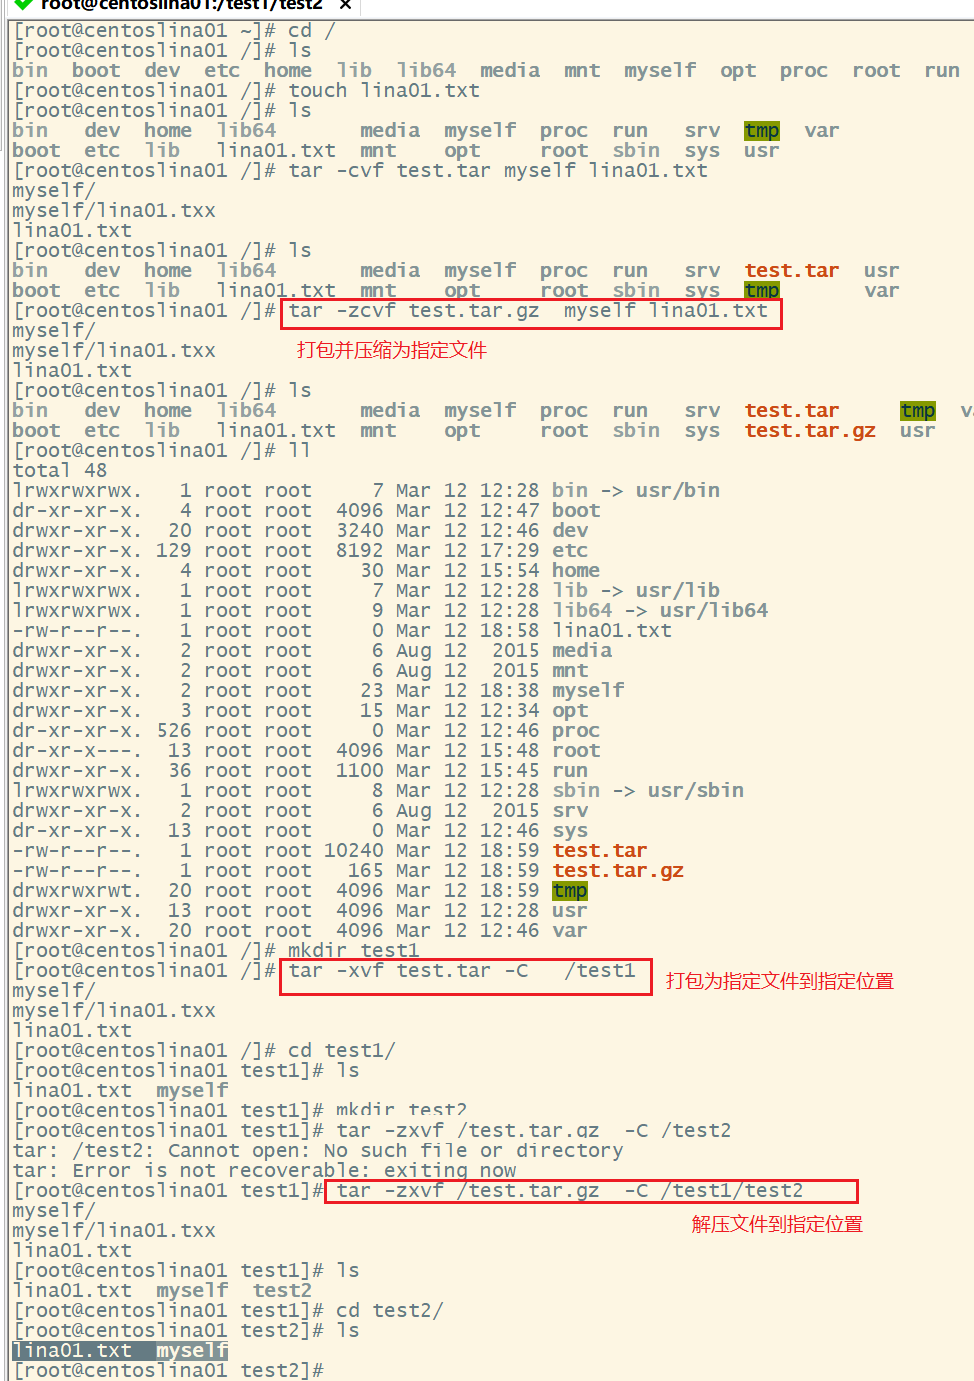 root@centoslina01:/test1/test2 ×
[root@centoslina01 ~]# cd /
[root@centoslina01 /]# ls
bin  boot  dev  etc  home  lib  lib64  media  mnt  myself  opt  proc  root  run
[root@centoslina01 /]# touch lina01.txt
[root@centoslina01 /]# ls
bin   dev  home  lib64       media  myself  proc  run   srv  tmp  var
boot  etc  lib   lina01.txt  mnt    opt     root  sbin  sys  usr
[root@centoslina01 /]# tar -cvf test.tar myself lina01.txt
myself/
myself/lina01.txx
lina01.txt
[root@centoslina01 /]# ls
bin   dev  home  lib64       media  myself  proc  run   srv  test.tar  usr
boot  etc  lib   lina01.txt  mnt    opt     root  sbin  sys  tmp       var
[root@centoslina01 /]# tar -zcvf test.tar.gz  myself lina01.txt
myself/
myself/lina01.txx 打包并压缩为指定文件
lina01.txt
[root@centoslina01 /]# ls
bin   dev  home  lib64       media  myself  proc  run   srv  test.tar     tmp
boot  etc  lib   lina01.txt  mnt    opt     root  sbin  sys  test.tar.gz  usr
[root@centoslina01 /]# ll
total 48
lrwxrwxrwx.   1 root root     7 Mar 12 12:28 bin -> usr/bin
dr-xr-xr-x.   4 root root  4096 Mar 12 12:47 boot
drwxr-xr-x.  20 root root  3240 Mar 12 12:46 dev
drwxr-xr-x. 129 root root  8192 Mar 12 17:29 etc
drwxr-xr-x.   4 root root    30 Mar 12 15:54 home
lrwxrwxrwx.   1 root root     7 Mar 12 12:28 lib -> usr/lib
lrwxrwxrwx.   1 root root     9 Mar 12 12:28 lib64 -> usr/lib64
-rw-r--r--.   1 root root     0 Mar 12 18:58 lina01.txt
drwxr-xr-x.   2 root root     6 Aug 12  2015 media
drwxr-xr-x.   2 root root     6 Aug 12  2015 mnt
drwxr-xr-x.   2 root root    23 Mar 12 18:38 myself
drwxr-xr-x.   3 root root    15 Mar 12 12:34 opt
dr-xr-xr-x. 526 root root     0 Mar 12 12:46 proc
dr-xr-x---.  13 root root  4096 Mar 12 15:48 root
drwxr-xr-x.  36 root root  1100 Mar 12 15:45 run
lrwxrwxrwx.   1 root root     8 Mar 12 12:28 sbin -> usr/sbin
drwxr-xr-x.   2 root root     6 Aug 12  2015 srv
dr-xr-xr-x.  13 root root     0 Mar 12 12:46 sys
-rw-r--r--.   1 root root 10240 Mar 12 18:59 test.tar
-rw-r--r--.   1 root root   165 Mar 12 18:59 test.tar.gz
drwxrwxrwt.  20 root root  4096 Mar 12 18:59 tmp
drwxr-xr-x.  13 root root  4096 Mar 12 12:28 usr
drwxr-xr-x.  20 root root  4096 Mar 12 12:46 var
[root@centoslina01 /]# mkdir test1
[root@centoslina01 /]# tar -xvf test.tar -C   /test1 打包为指定文件到指定位置
myself/
myself/lina01.txx
lina01.txt
[root@centoslina01 /]# cd test1/
[root@centoslina01 test1]# ls
lina01.txt  myself
[root@centoslina01 test1]# mkdir test2
[root@centoslina01 test1]# tar -zxvf /test.tar.gz  -C /test2
tar: /test2: Cannot open: No such file or directory
tar: Error is not recoverable: exiting now
[root@centoslina01 test1]# tar -zxvf /test.tar.gz  -C /test1/test2
myself/ 解压文件到指定位置
myself/lina01.txx
lina01.txt
[root@centoslina01 test1]# ls
lina01.txt  myself  test2
[root@centoslina01 test1]# cd test2/
[root@centoslina01 test2]# ls
lina01.txt  myself
[root@centoslina01 test2]#